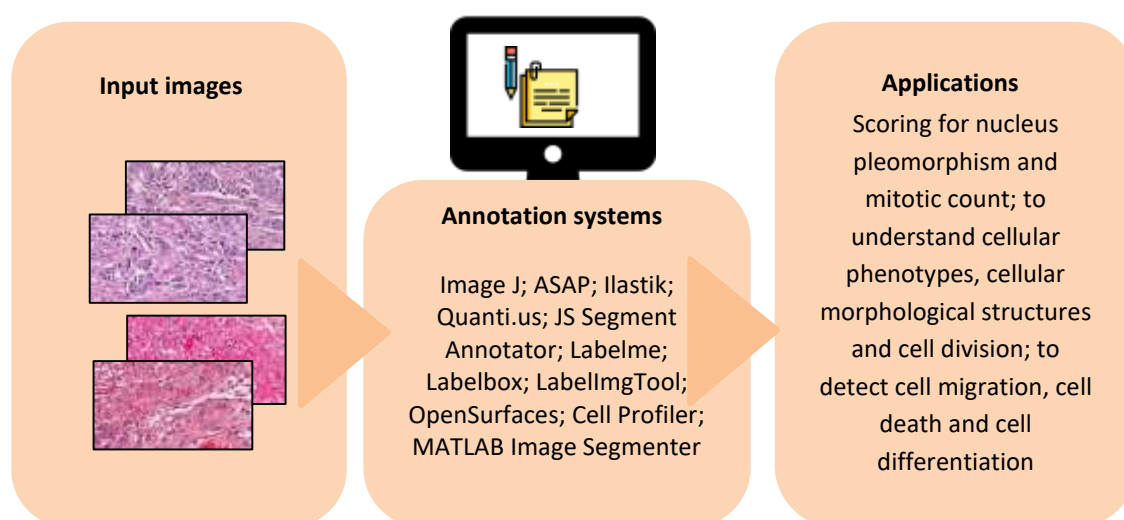 Input images
Annotation systems
Image J; ASAP; Ilastik;
Quanti.us; JS Segment
Annotator; Labelme;
Labelbox; LabelImgTool;
OpenSurfaces; Cell Profiler;
MATLAB Image Segmenter
Applications
Scoring for nucleus
pleomorphism and
mitotic count; to
understand cellular
phenotypes, cellular
morphological structures
and cell division; to
detect cell migration, cell
death and cell
differentiation